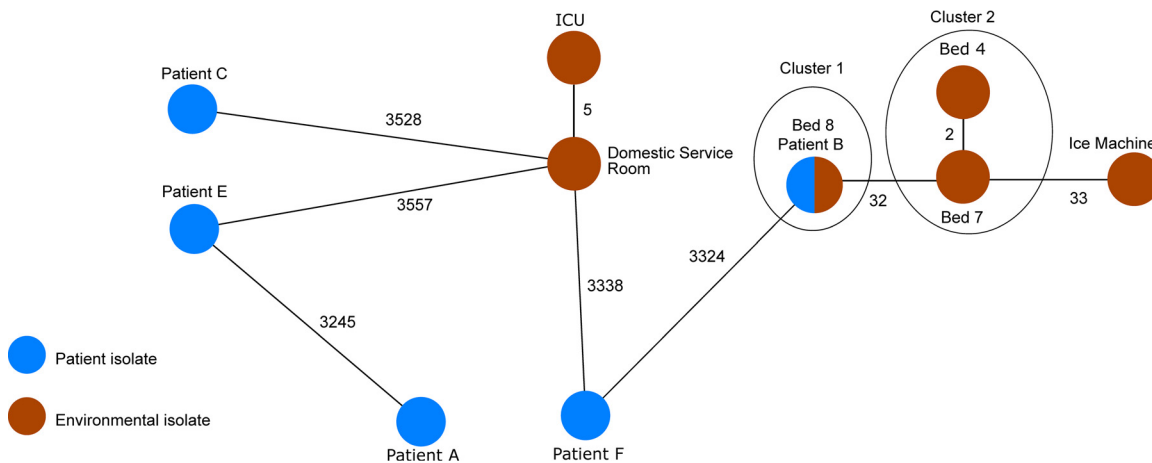 ICU
Cluster 2
Bed 4
Patient C
Cluster 1
5
3528
Bed 8
Patient B
2
Ice Machine
Domestic Service
Room
Patient E
3557
32
33
Bed 7
3324
3338
3245
Patient isolate
Environmental isolate
Patient A
Patient F